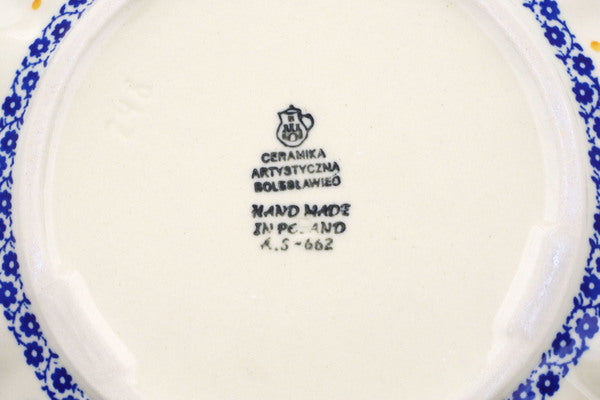 CERAMIKA
ARTYSTYCZNA
BOLESŁAWIEC
HAND MADE
IN POLAND
A.S-662